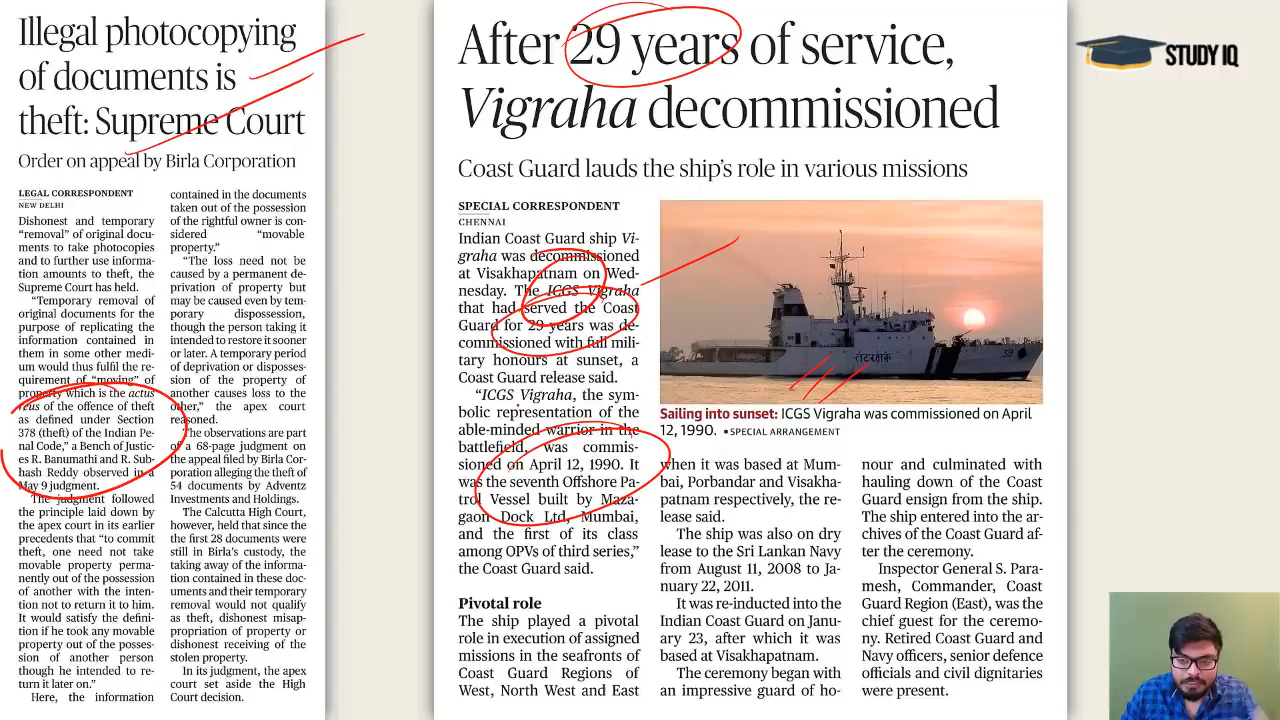 Illegal photocopying
of documents is
theft: Supreme Court
Order on appeal by Birla Corporation
LEGAL CORRESPONDENT
NEW DELHI
Dishonest and temporary
“removal” of original docu-
ments to take photocopies
and to further use informa-
tion amounts to theft, the
Supreme Court has held.
“Temporary removal of
original documents for the
purpose of replicating the
information contained in
them in some other medi-
um would thus fulfil the re-
quirement of “moving” of
property which is the actus
reus of the offence of theft
as defined under Section
378 (theft) of the Indian Pe-
nal Code,” a Bench of Justic-
es R. Banumathi and R. Sub-
hash Reddy observed in a
May 9 judgment.
The judgment followed
the principle laid down by
the apex court in its earlier
precedents that “to commit
theft, one need not take
movable property perma-
nently out of the possession
of another with the inten-
tion not to return it to him.
It would satisfy the defini-
tion if he took any movable
property out of the posses-
sion of another person
though he intended to re-
turn it later on.”
Here, the information
contained in the documents
taken out of the possession
of the rightful owner is con-
sidered “movable
property.”
“The loss need not be
caused by a permanent de-
privation of property but
may be caused even by tem-
porary dispossession,
though the person taking it
intended to restore it sooner
or later. A temporary period
of deprivation or disposses-
sion of the property of
another causes loss to the
other,” the apex court
reasoned.
The observations are part
of a 68-page judgment on
the appeal filed by Birla Cor-
poration alleging the theft of
54 documents by Adventz
Investments and Holdings.
The Calcutta High Court,
however, held that since the
the first 28 documents were
still in Birla’s custody, the
taking away of the
information contained in these doc-
uments and their temporary
removal would not qualify
as theft, dishonest misap-
propriation of property or
dishonest receiving of the
stolen property.
In its judgment, the apex
court set aside the High
Court decision.
After 29 years of service,
Vigraha decommissioned
Coast Guard lauds the ship’s role in various missions
SPECIAL CORRESPONDENT
CHENNAI
Indian Coast Guard ship Vi-
graha was decommissioned
at Visakhapatnam on Wed-
nesday. The ICGS Vigraha
that had served the Coast
Guard for 29 years was de-
commissioned with full mili-
tary honours at sunset, a
Coast Guard release said.
“ICGS Vigraha, the sym-
bolic representation of the
able-minded warrior in the
battlefield, was commis-
sioned on April 12, 1990. It
was the seventh Offshore Pa-
trol Vessel built by Maza-
gaon Dock Ltd, Mumbai,
and the first of its class
among OPVs of third series,”
the Coast Guard said.
Pivotal role
The ship played a pivotal
role in execution of assigned
missions in the seafronts of
Coast Guard Regions of
West, North West and East
तटरक्षक
39
Sailing into sunset: ICGS Vigraha was commissioned on April
12, 1990. ▪ SPECIAL ARRANGEMENT
when it was based at Mum-
bai, Porbandar and Visakha-
patnam respectively, the re-
lease said.
The ship was also on dry
lease to the Sri Lankan Navy
from August 11, 2008 to Ja-
nuary 22, 2011.
It was re-inducted into the
Indian Coast Guard on Janu-
ary 23, after which it was
based at Visakhapatnam.
The ceremony began with
an impressive guard of ho-
nour and culminated with
hauling down of the Coast
Guard ensign from the ship.
The ship entered into the ar-
chives of the Coast Guard af-
ter the ceremony.
Inspector General S. Para-
mesh, Commander, Coast
Guard Region (East), was the
chief guest for the ceremo-
ny. Retired Coast Guard and
Navy officers, senior defence
officials and civil dignitaries
were present.
STUDY IQ